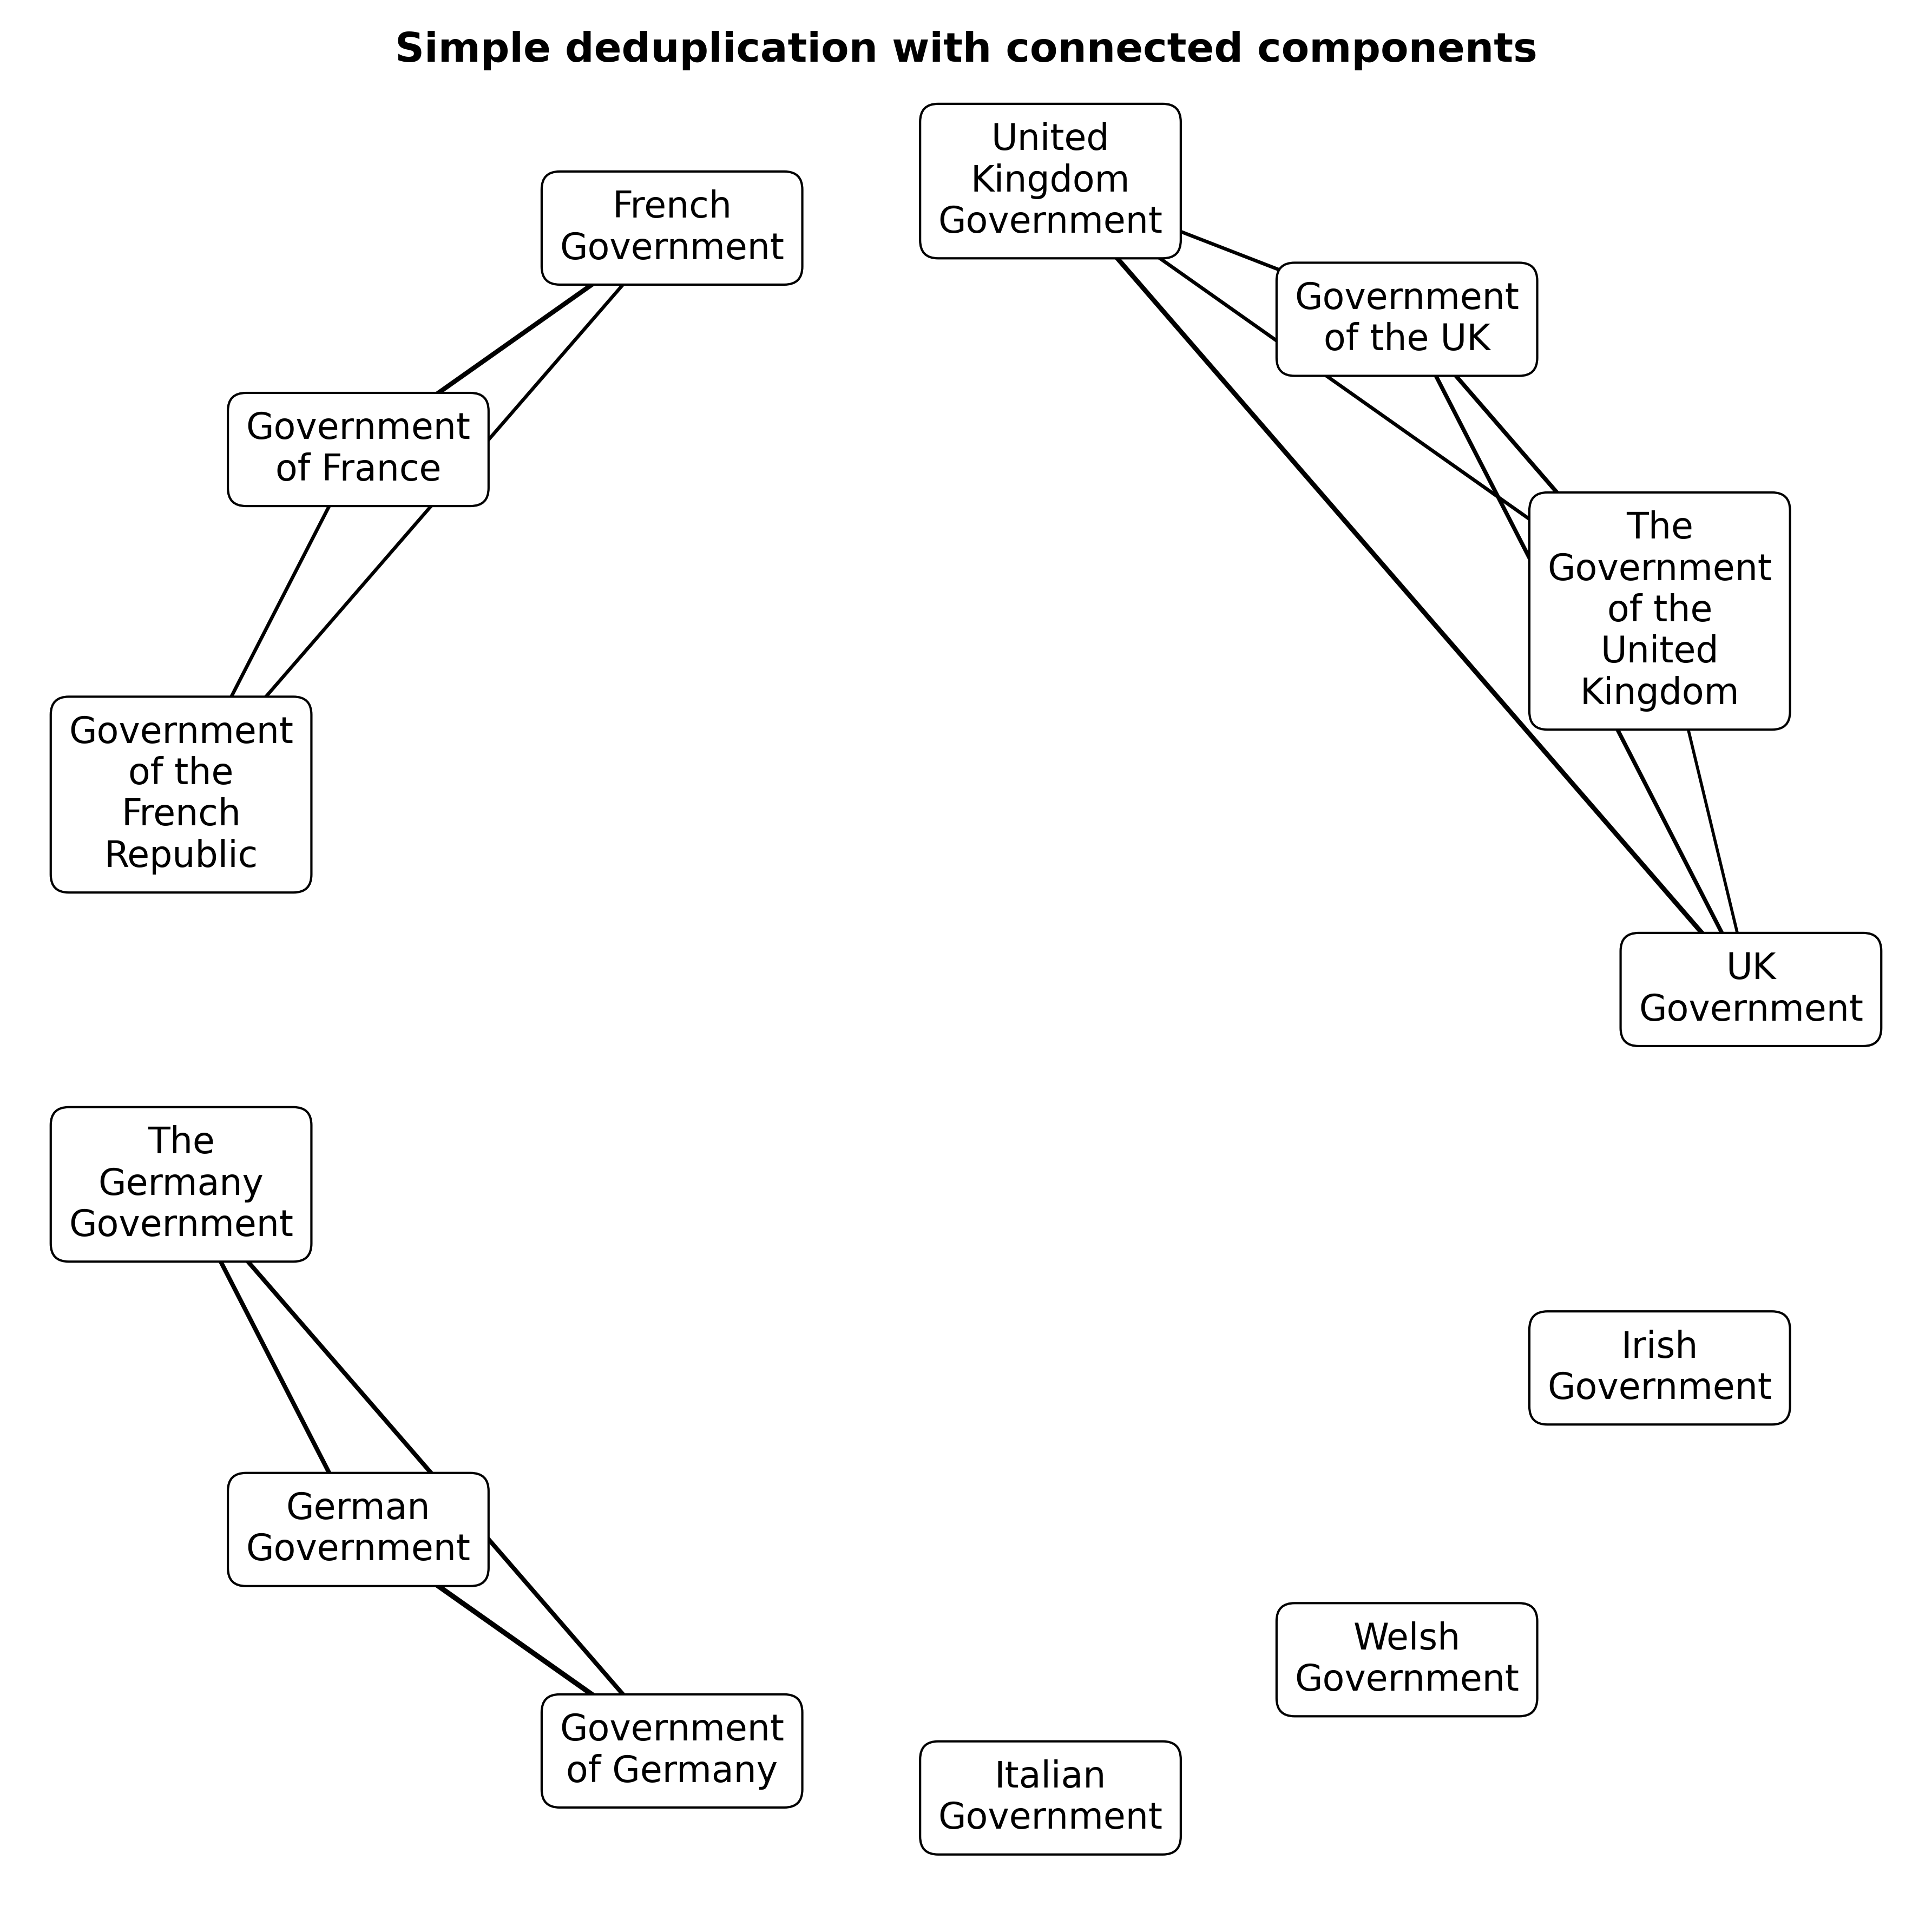 Simple deduplication with connected components
United
Kingdom
Government
French
Government
Government
of the UK
Government
of France
The
Government
of the
United
Kingdom
Government
of the
French
Republic
UK
Government
The
Germany
Government
Irish
Government
German
Government
Welsh
Government
Government
of Germany
Italian
Government